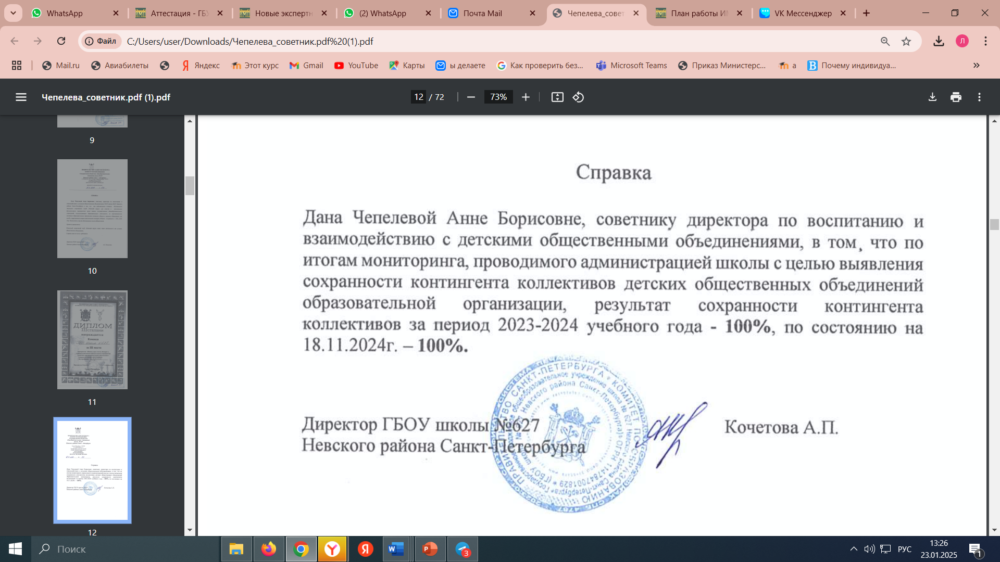 WhatsApp
Аттестация - ГБУ
Новые экспертн
(2) WhatsApp
Почта Mail
Чепелева_совет
План работы ИМ
VK Мессенджер
Файл
C:/Users/user/Downloads/Чепелева_советник.pdf%20(1).pdf
Л
Mail.ru
Авиабилеты
Яндекс
Этот курс
Gmail
YouTube
Карты
ы делаете
Как проверить без...
Microsoft Teams
Приказ Министерс...
а
Почему индивидуа...
Чепелева_советник.pdf (1).pdf
12 / 72
73%
9
10
ДИПЛОМ
11
12
Справка
Дана Чепелевой Анне Борисовне, советнику директора по воспитанию и
взаимодействию с детскими общественными объединениями, в том, что по
итогам мониторинга, проводимого администрацией школы с целью выявления
сохранности контингента коллективов детских общественных объединений
образовательной организации, результат сохранности контингента
коллективов за период 2023-2024 учебного года - 100%, по состоянию на
18.11.2024г. – 100%.
Директор ГБОУ школы №627
Невского района Санкт-Петербурга
Кочетова А.П.
Поиск
3
РУС
13:26
23.01.2025
1